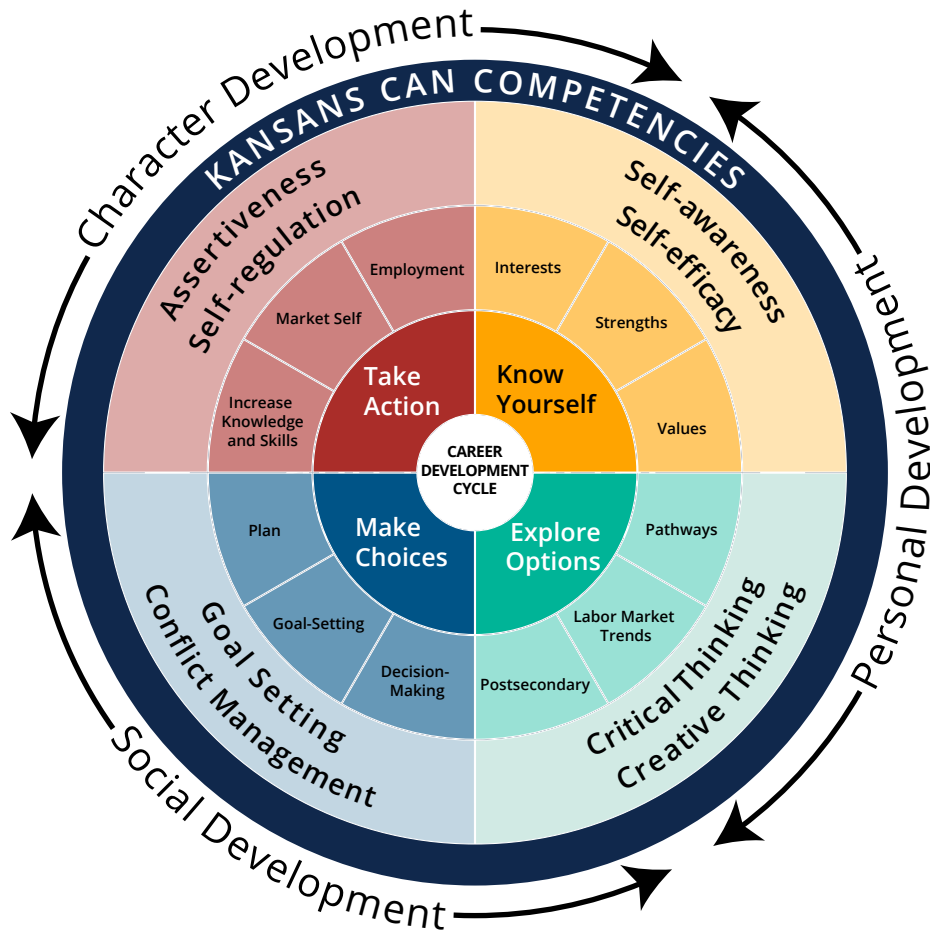 Character Development
Personal Development
Social Development
KANSANS CAN COMPETENCIES
Assertiveness
Self-regulation
Self-awareness
Self-efficacy
Employment
Market Self
Increase
Knowledge
and Skills
Interests
Strengths
Values
Take
Action
Know
Yourself
CAREER
DEVELOPMENT
CYCLE
Make
Choices
Explore
Options
Plan
Goal-Setting
Decision-
Making
Pathways
Labor Market
Trends
Postsecondary
Goal Setting
Conflict Management
Critical Thinking
Creative Thinking